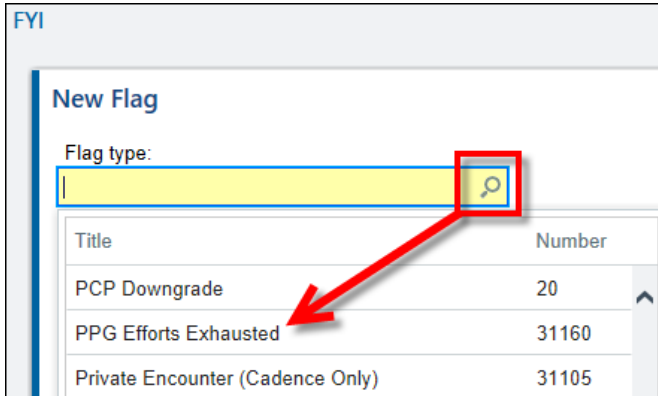 FYI
New Flag
Flag type:
Title Number
PCP Downgrade 20
PPG Efforts Exhausted 31160
Private Encounter (Cadence Only) 31105